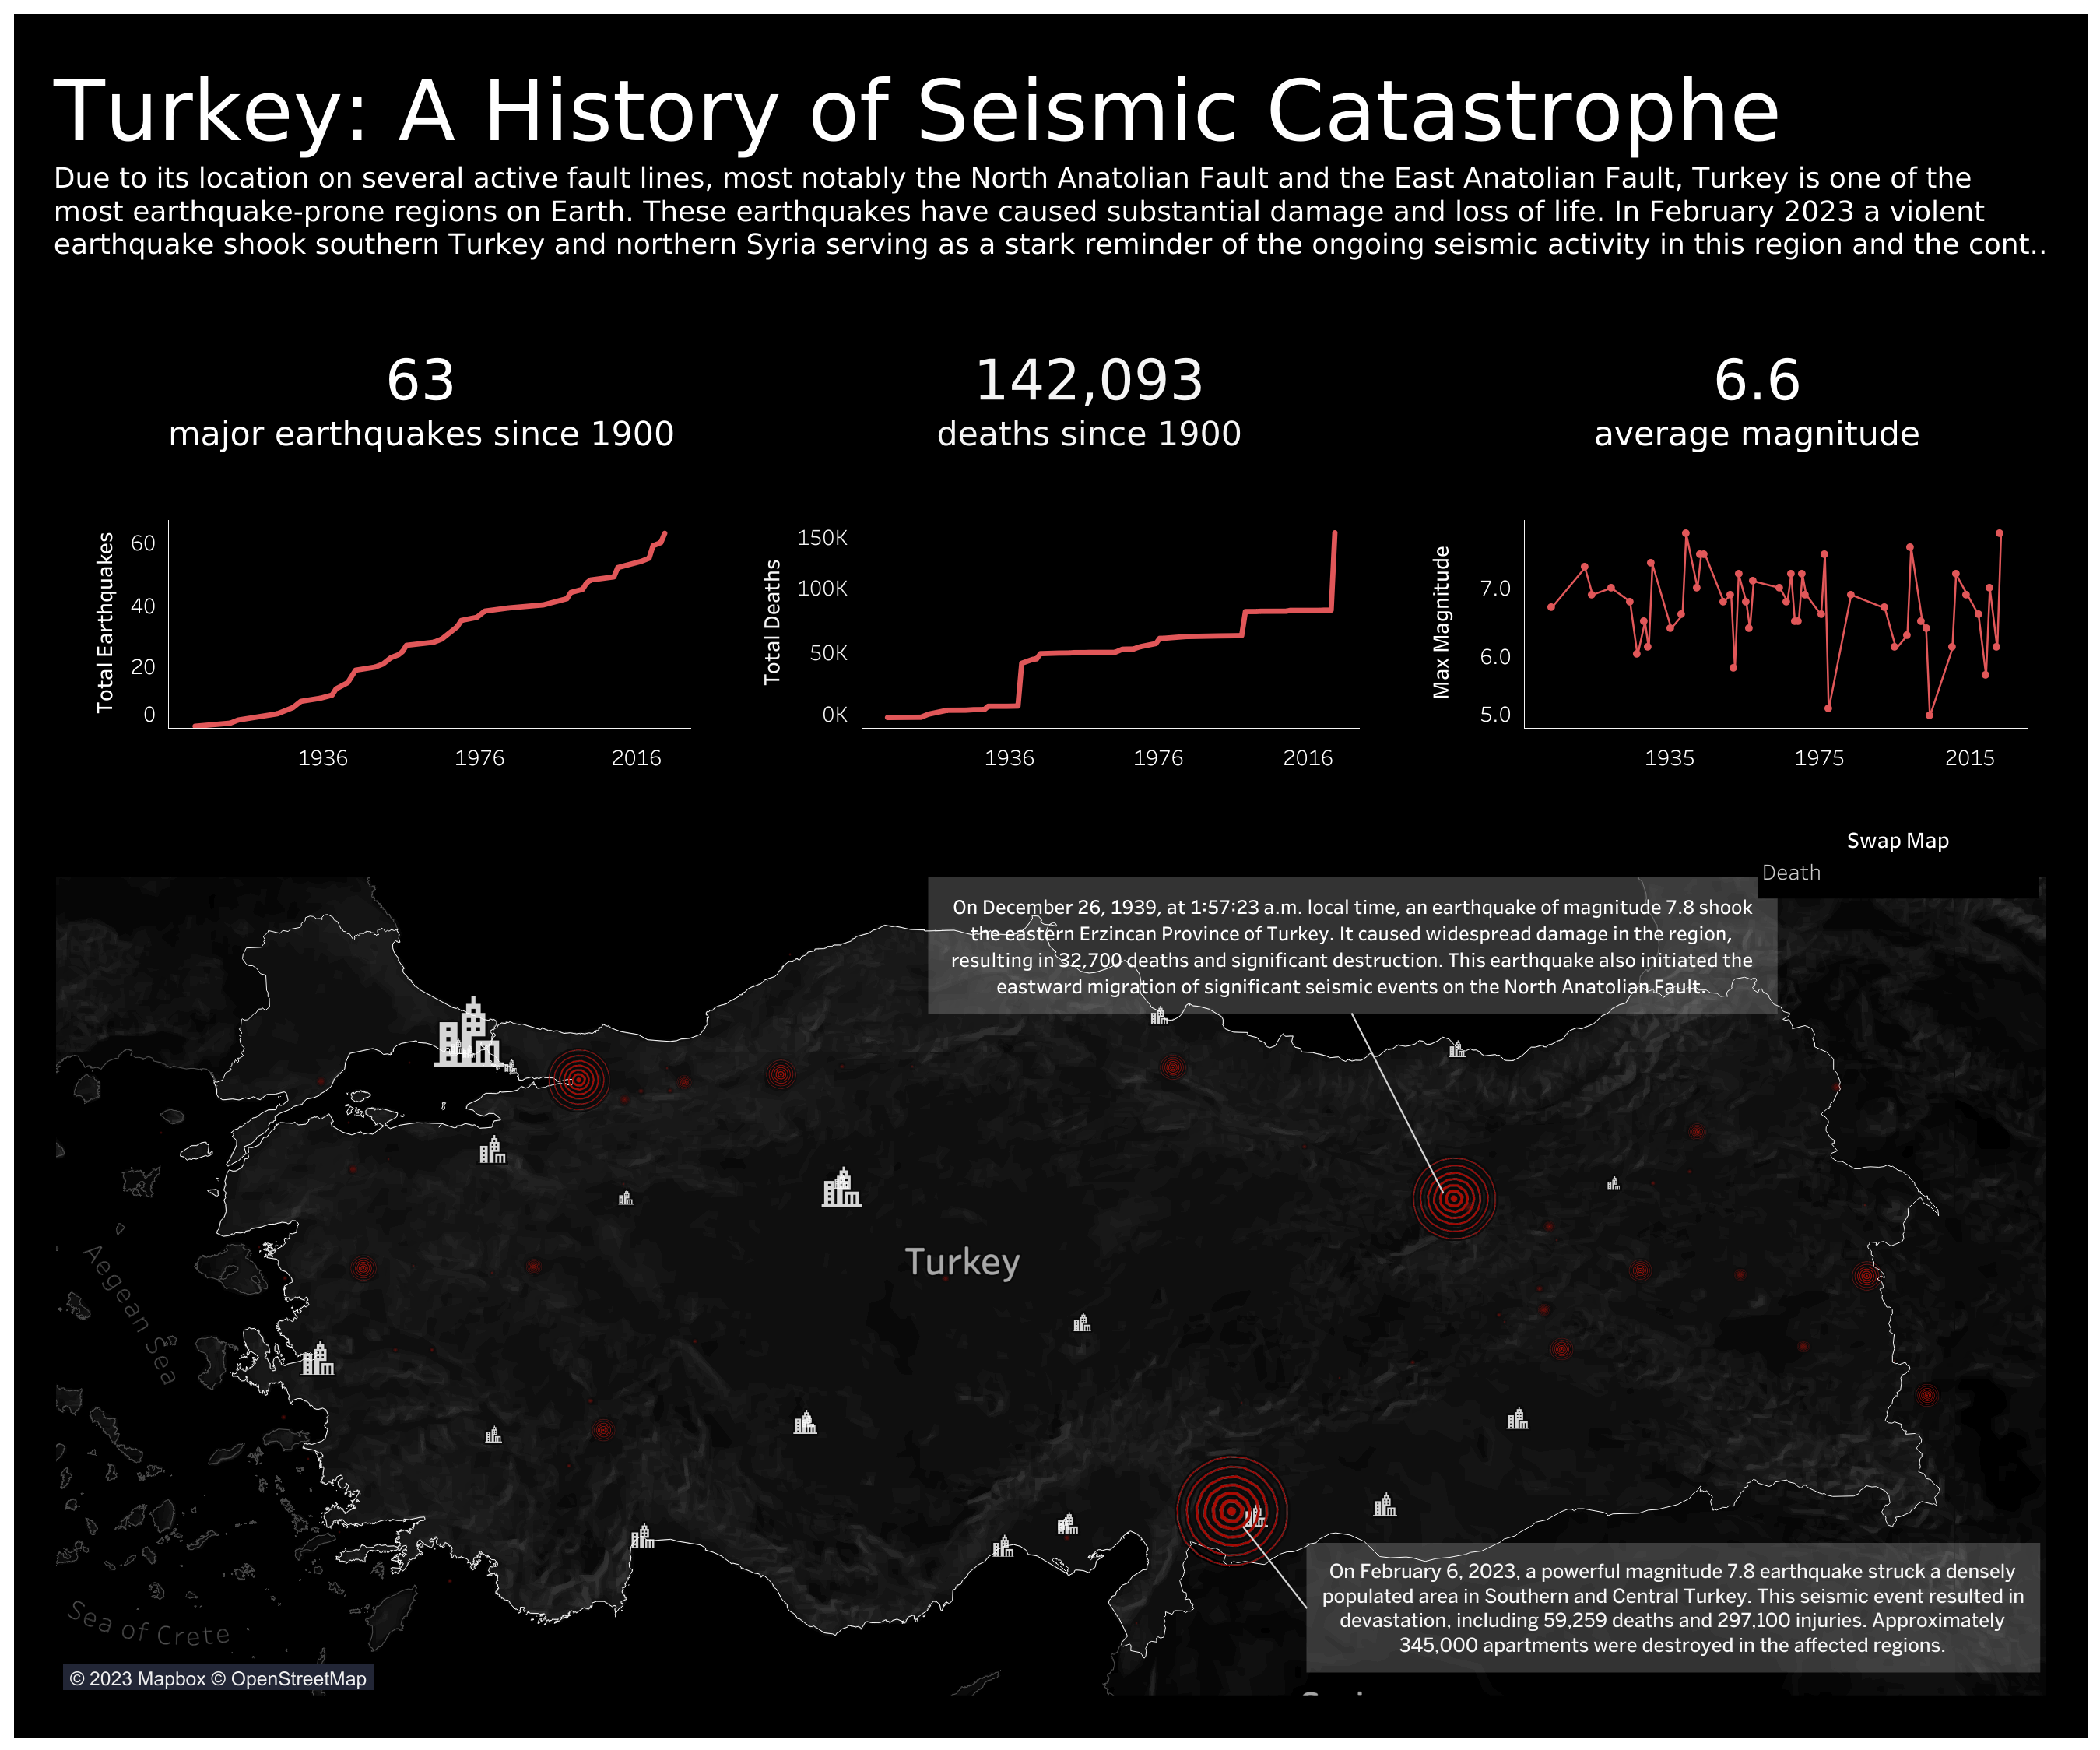 Turkey: A History of Seismic Catastrophe
Due to its location on several active fault lines, most notably the North Anatolian Fault and the East Anatolian Fault, Turkey is one of the
most earthquake-prone regions on Earth. These earthquakes have caused substantial damage and loss of life. In February 2023 a violent
earthquake shook southern Turkey and northern Syria serving as a stark reminder of the ongoing seismic activity in this region and the cont..
63
major earthquakes since 1900
142,093
deaths since 1900
6.6
average magnitude
Total Earthquakes
60
40
20
0
1936
1976
2016
Total Deaths
150K
100K
50K
0K
1936
1976
2016
Max Magnitude
7.0
6.0
5.0
1935
1975
2015
Swap Map
Death
On December 26, 1939, at 1:57:23 a.m. local time, an earthquake of magnitude 7.8 shook
the eastern Erzincan Province of Turkey. It caused widespread damage in the region,
resulting in 32,700 deaths and significant destruction. This earthquake also initiated the
eastward migration of significant seismic events on the North Anatolian Fault.
Turkey
Aegean Sea
Sea of Crete
On February 6, 2023, a powerful magnitude 7.8 earthquake struck a densely
populated area in Southern and Central Turkey. This seismic event resulted in
devastation, including 59,259 deaths and 297,100 injuries. Approximately
345,000 apartments were destroyed in the affected regions.
© 2023 Mapbox © OpenStreetMap